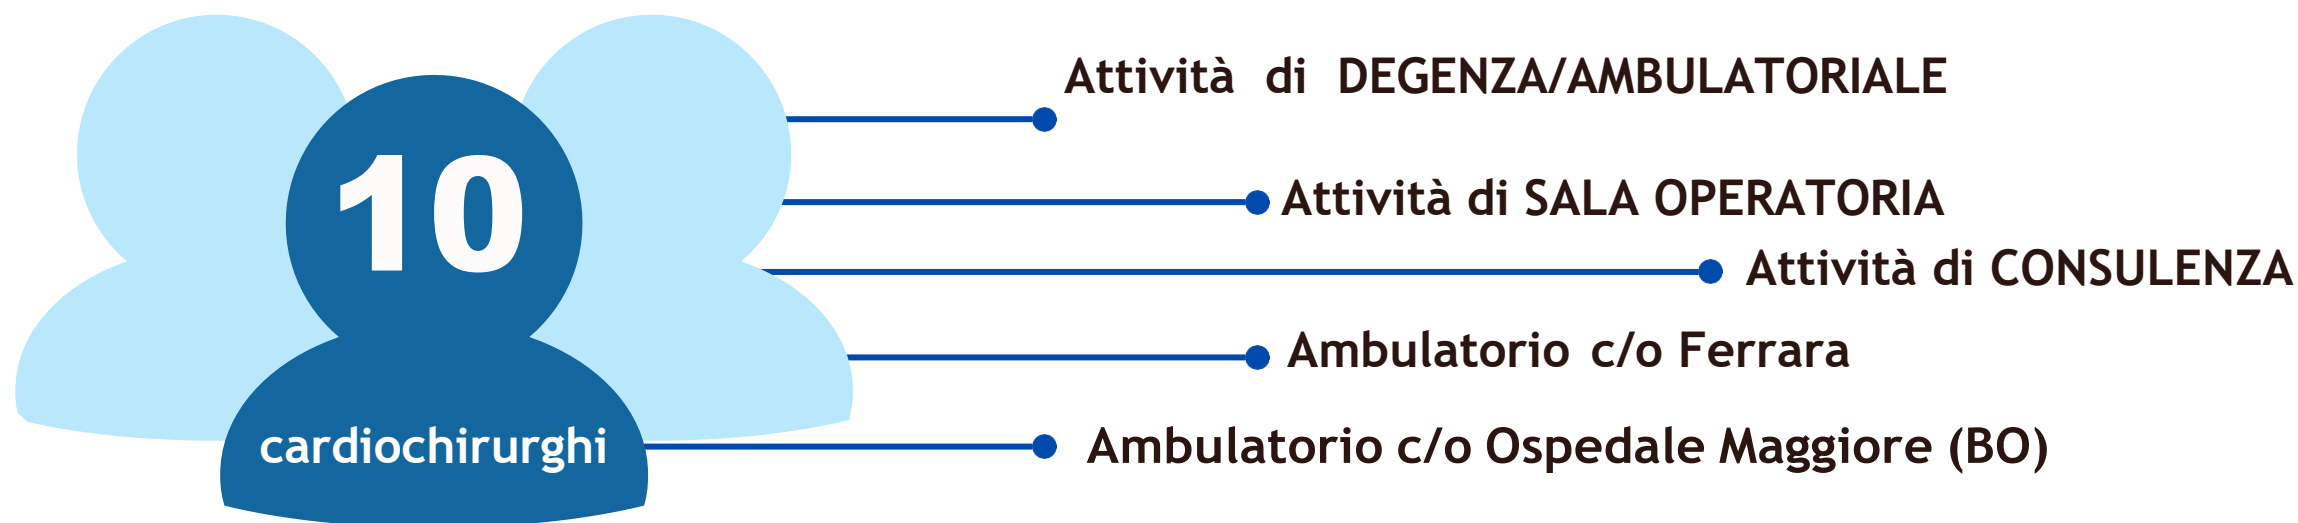 10
cardiochirurghi
Attività di DEGENZA/AMBULATORIALE
Attività di SALA OPERATORIA
Attività di CONSULENZA
Ambulatorio c/o Ferrara
Ambulatorio c/o Ospedale Maggiore (BO)